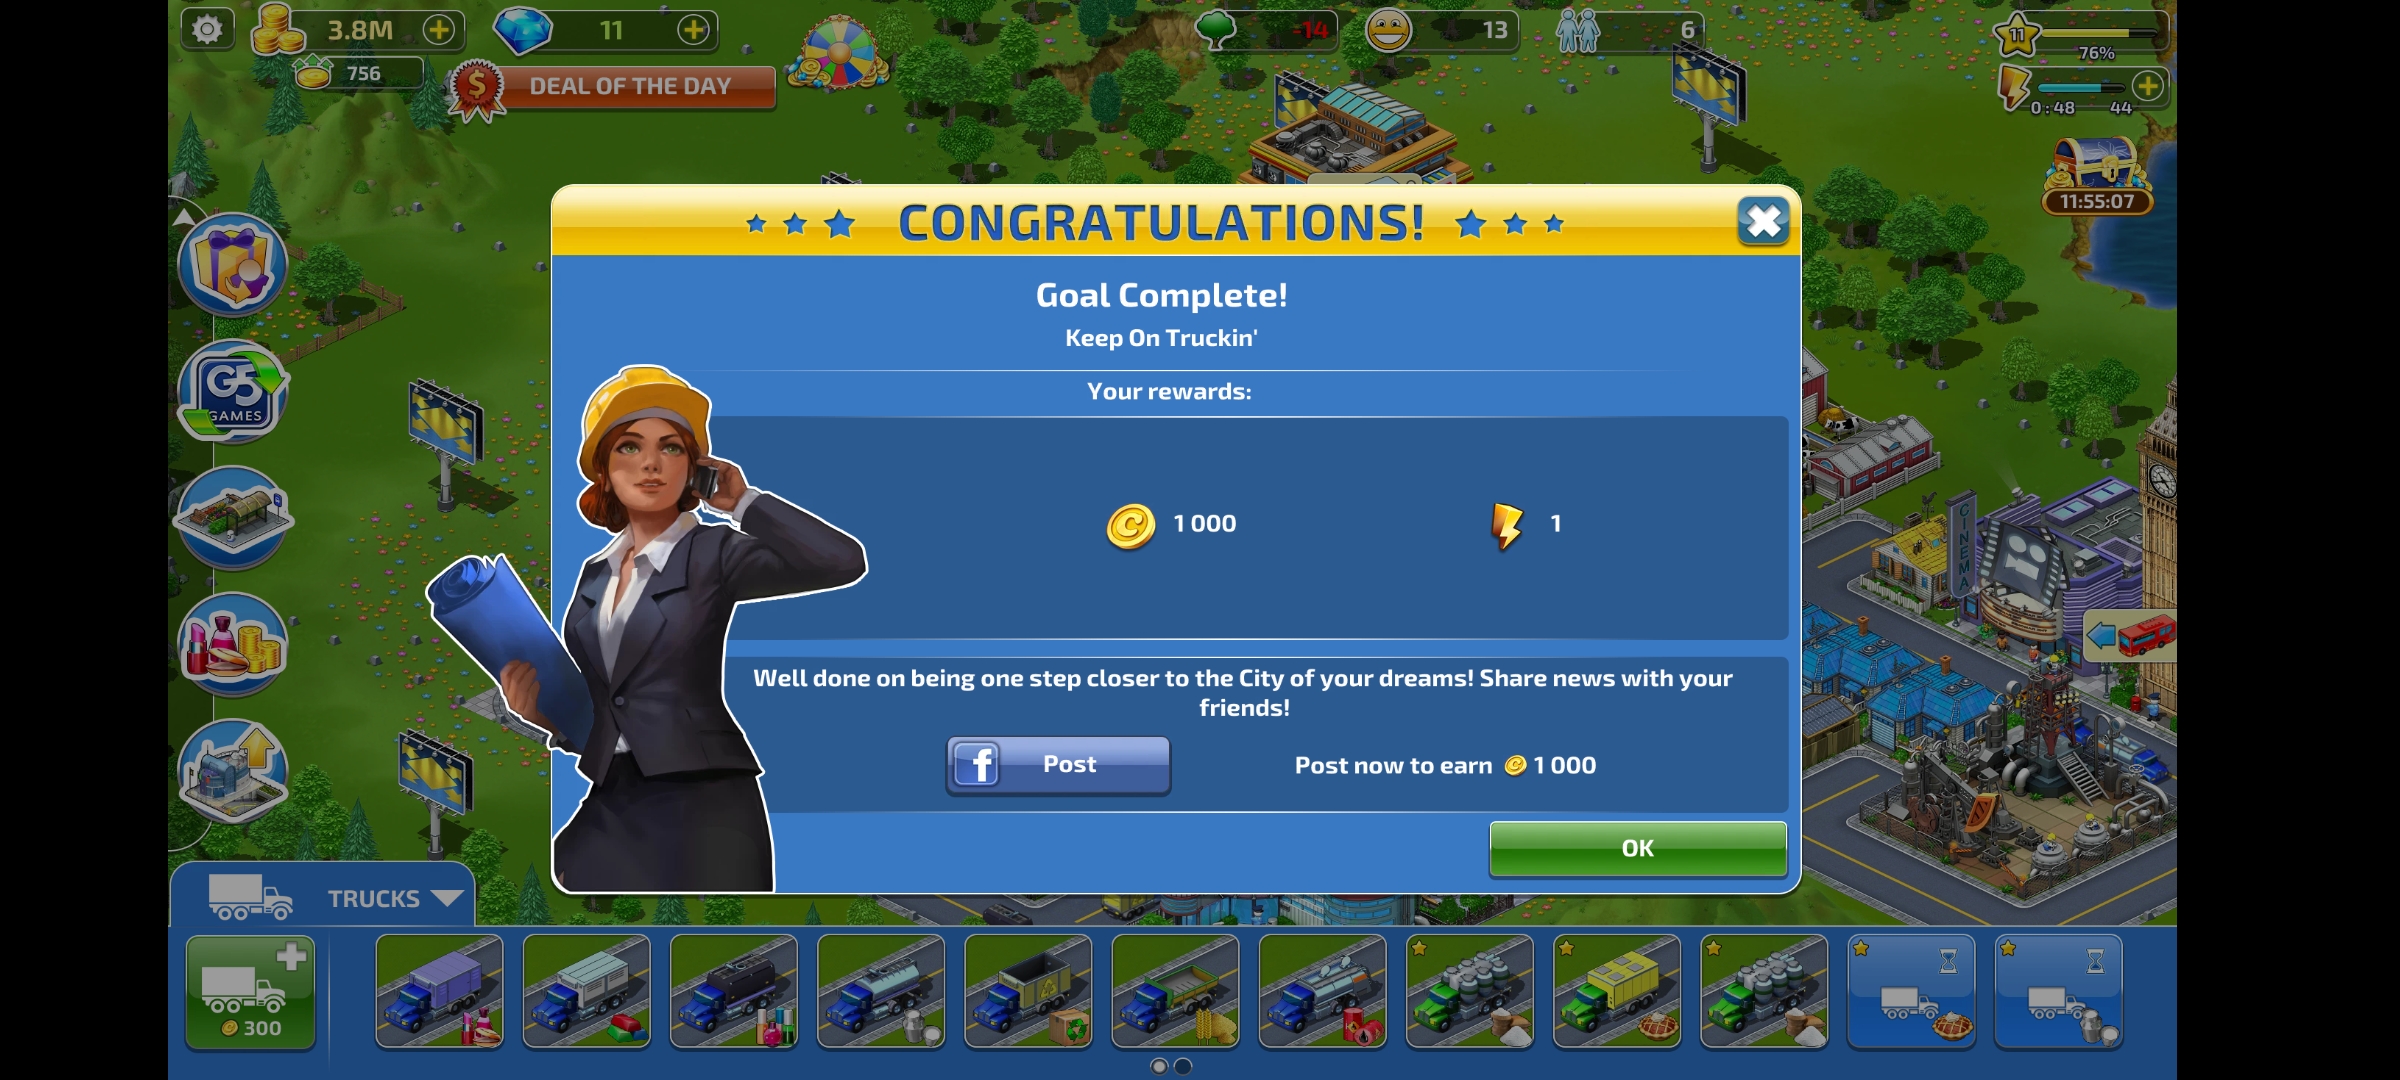 3.8M
11
-14
13
6
11
76%
756
DEAL OF THE DAY
0:48
44
11:55:07
CONGRATULATIONS!
Goal Complete!
Keep On Truckin'
Your rewards:
G5
GAMES
1 000
1
CINEMA
Well done on being one step closer to the City of your dreams! Share news with your
friends!
f
Post
Post now to earn
1 000
OK
TRUCKS
300